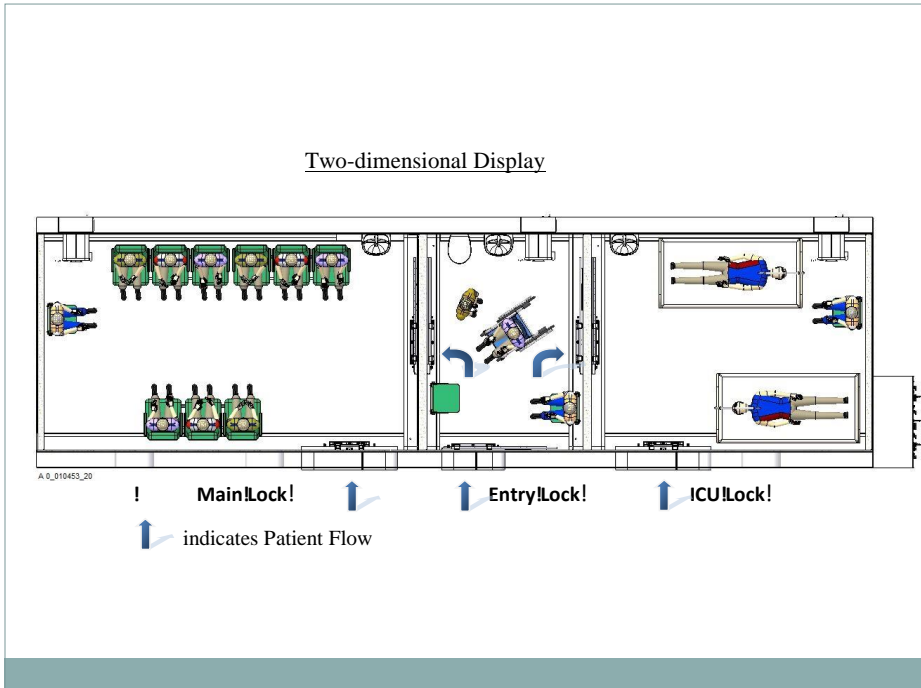 Two-dimensional Display
A 0_010453_20
! Main!Lock! Entry!Lock! ICU!Lock!
indicates Patient Flow